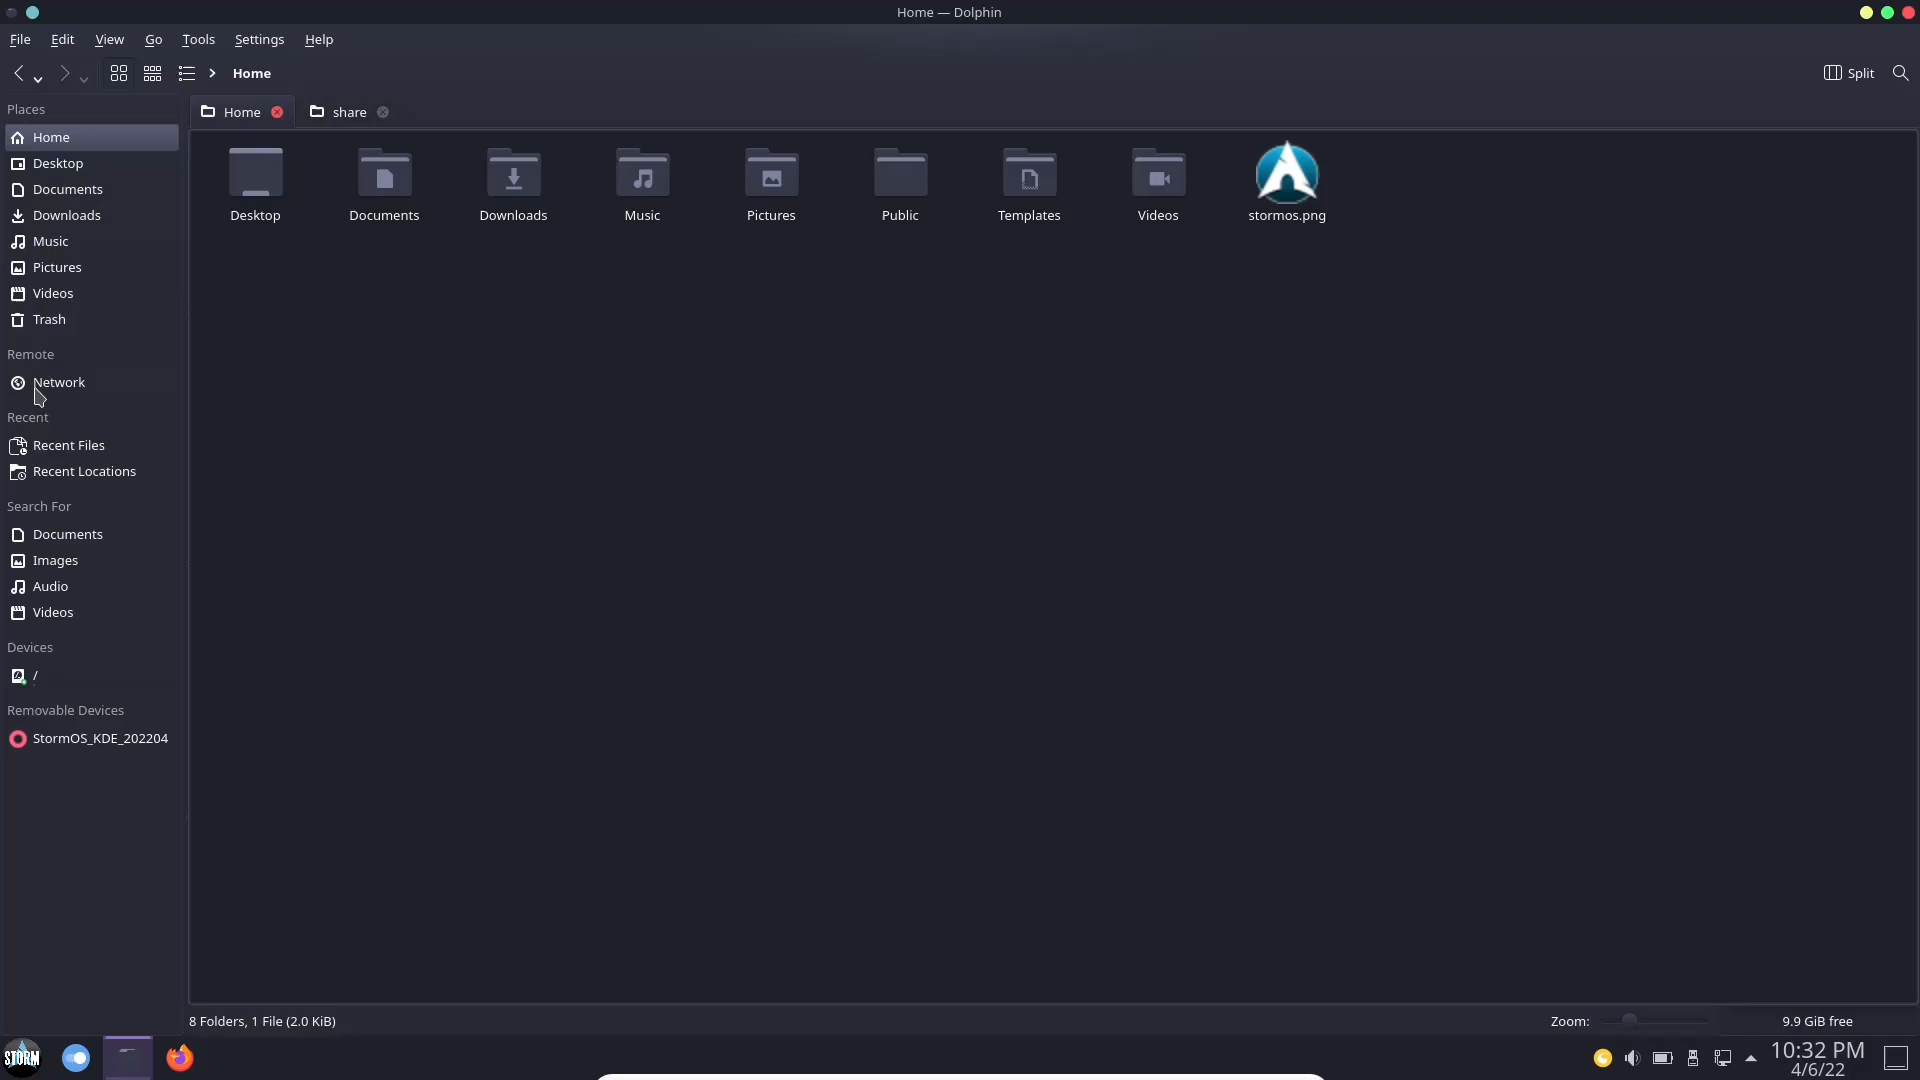 Home — Dolphin
File Edit View Go Tools Settings Help
Home
Split
Places
Home
Desktop
Documents
Downloads
Music
Pictures
Videos
Trash
Remote
Network
Recent
Recent Files
Recent Locations
Search For
Documents
Images
Audio
Videos
Devices
/
Removable Devices
StormOS_KDE_202204
Home share
Desktop Documents Downloads Music Pictures Public Templates Videos stormos.png
8 Folders, 1 File (2.0 KiB)
Zoom:
9.9 GiB free
STORM
10:32 PM
4/6/22